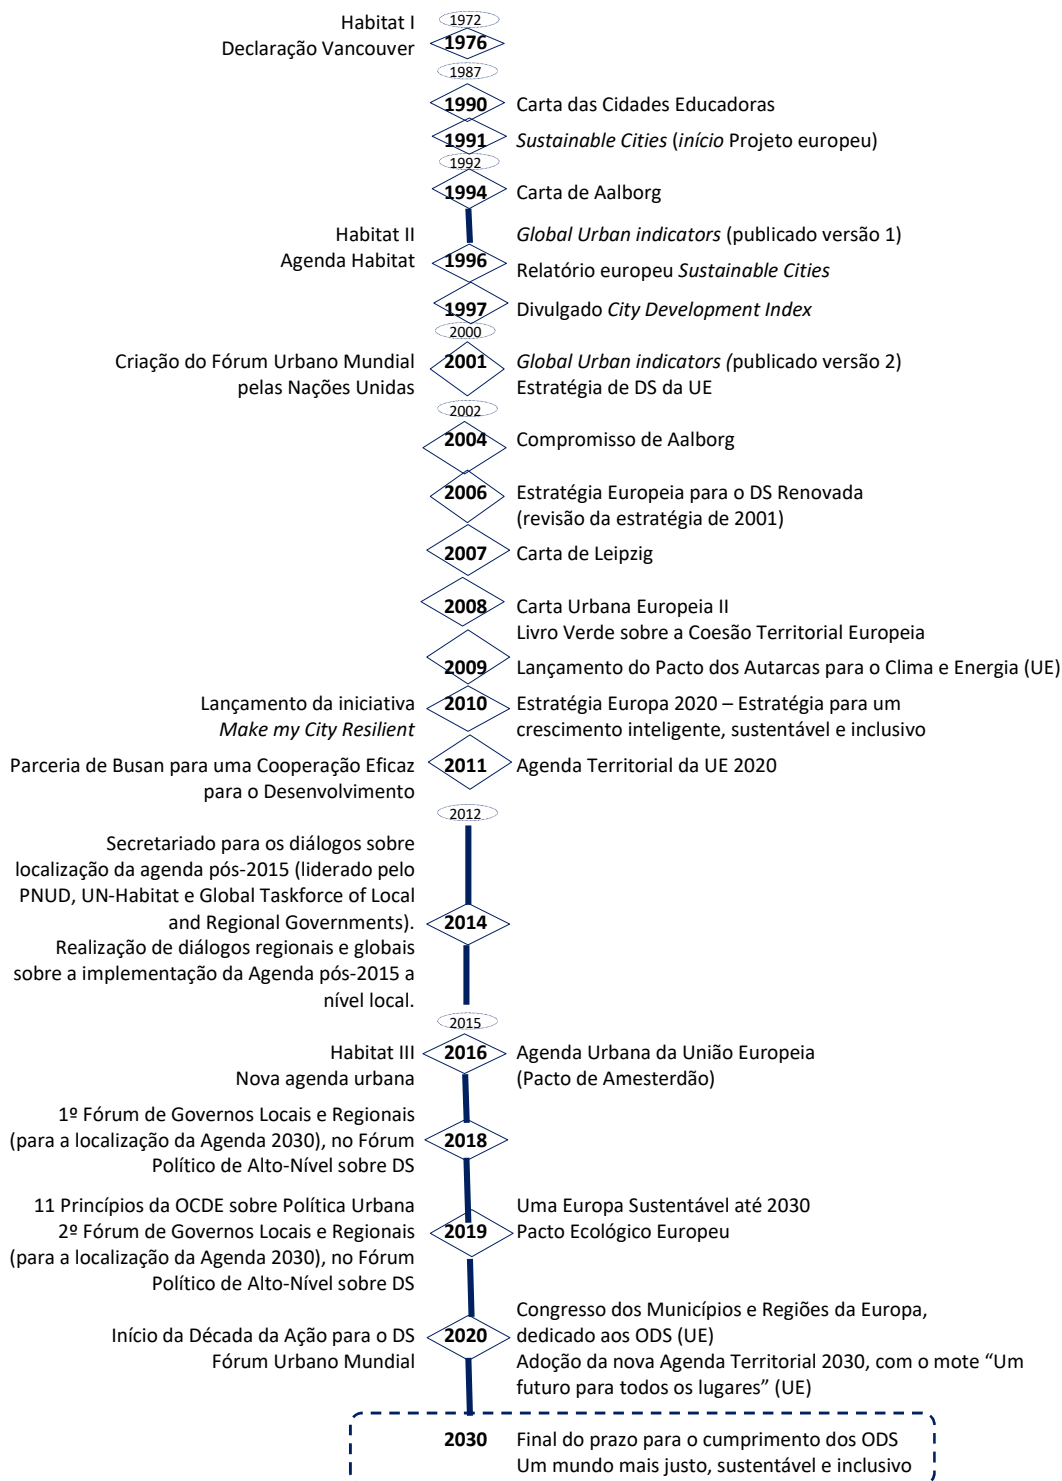 Habitat I
Declaração Vancouver
1972
1976
1987
1990
Carta das Cidades Educadoras
1991
Sustainable Cities (início Projeto europeu)
1992
1994
Carta de Aalborg
Habitat II
Agenda Habitat
1996
Global Urban indicators (publicado versão 1)
Relatório europeu Sustainable Cities
1997
Divulgado City Development Index
2000
Criação do Fórum Urbano Mundial
pelas Nações Unidas
2001
Global Urban indicators (publicado versão 2)
Estratégia de DS da UE
2002
2004
Compromisso de Aalborg
2006
Estratégia Europeia para o DS Renovada
(revisão da estratégia de 2001)
2007
Carta de Leipzig
2008
Carta Urbana Europeia II
Livro Verde sobre a Coesão Territorial Europeia
2009
Lançamento do Pacto dos Autarcas para o Clima e Energia (UE)
Lançamento da iniciativa
Make my City Resilient
2010
Estratégia Europa 2020 – Estratégia para um
crescimento inteligente, sustentável e inclusivo
Parceria de Busan para uma Cooperação Eficaz
para o Desenvolvimento
2011
Agenda Territorial da UE 2020
2012
Secretariado para os diálogos sobre
localização da agenda pós-2015 (liderado pelo
PNUD, UN-Habitat e Global Taskforce of Local
and Regional Governments).
Realização de diálogos regionais e globais
sobre a implementação da Agenda pós-2015 a
nível local.
2014
2015
Habitat III
Nova agenda urbana
2016
Agenda Urbana da União Europeia
(Pacto de Amesterdão)
1º Fórum de Governos Locais e Regionais
(para a localização da Agenda 2030), no Fórum
Político de Alto-Nível sobre DS
2018
11 Princípios da OCDE sobre Política Urbana
2º Fórum de Governos Locais e Regionais
(para a localização da Agenda 2030), no Fórum
Político de Alto-Nível sobre DS
2019
Uma Europa Sustentável até 2030
Pacto Ecológico Europeu
Início da Década da Ação para o DS
Fórum Urbano Mundial
2020
Congresso dos Municípios e Regiões da Europa,
dedicado aos ODS (UE)
Adoção da nova Agenda Territorial 2030, com o mote “Um
futuro para todos os lugares” (UE)
2030
Final do prazo para o cumprimento dos ODS
Um mundo mais justo, sustentável e inclusivo